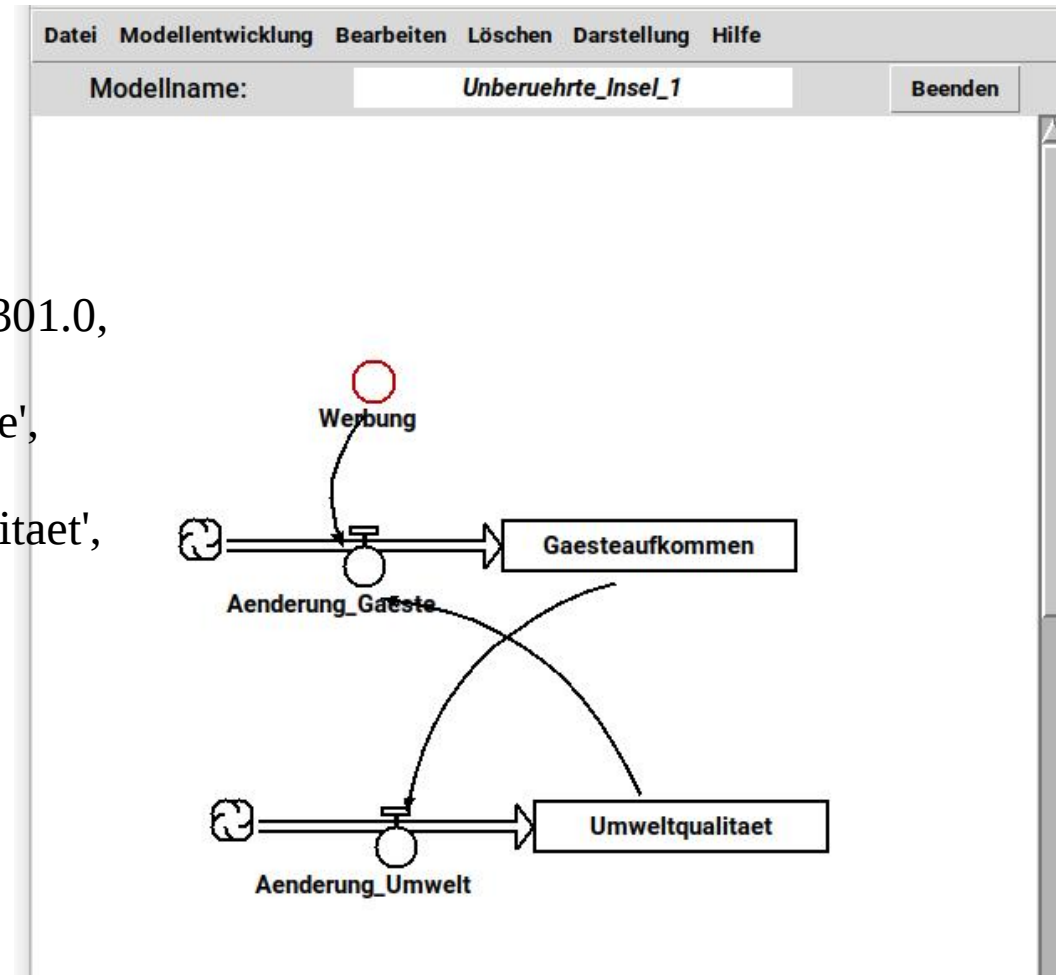 Datei Modellentwicklung Bearbeiten Löschen Darstellung Hilfe
Modellname: Unberuehrte_Insel_1 Beenden
301.0,
Werbung
e',
itaet',
Gaesteaufkommen
Aenderung_Gaeste
Umweltqualitaet
Aenderung_Umwelt